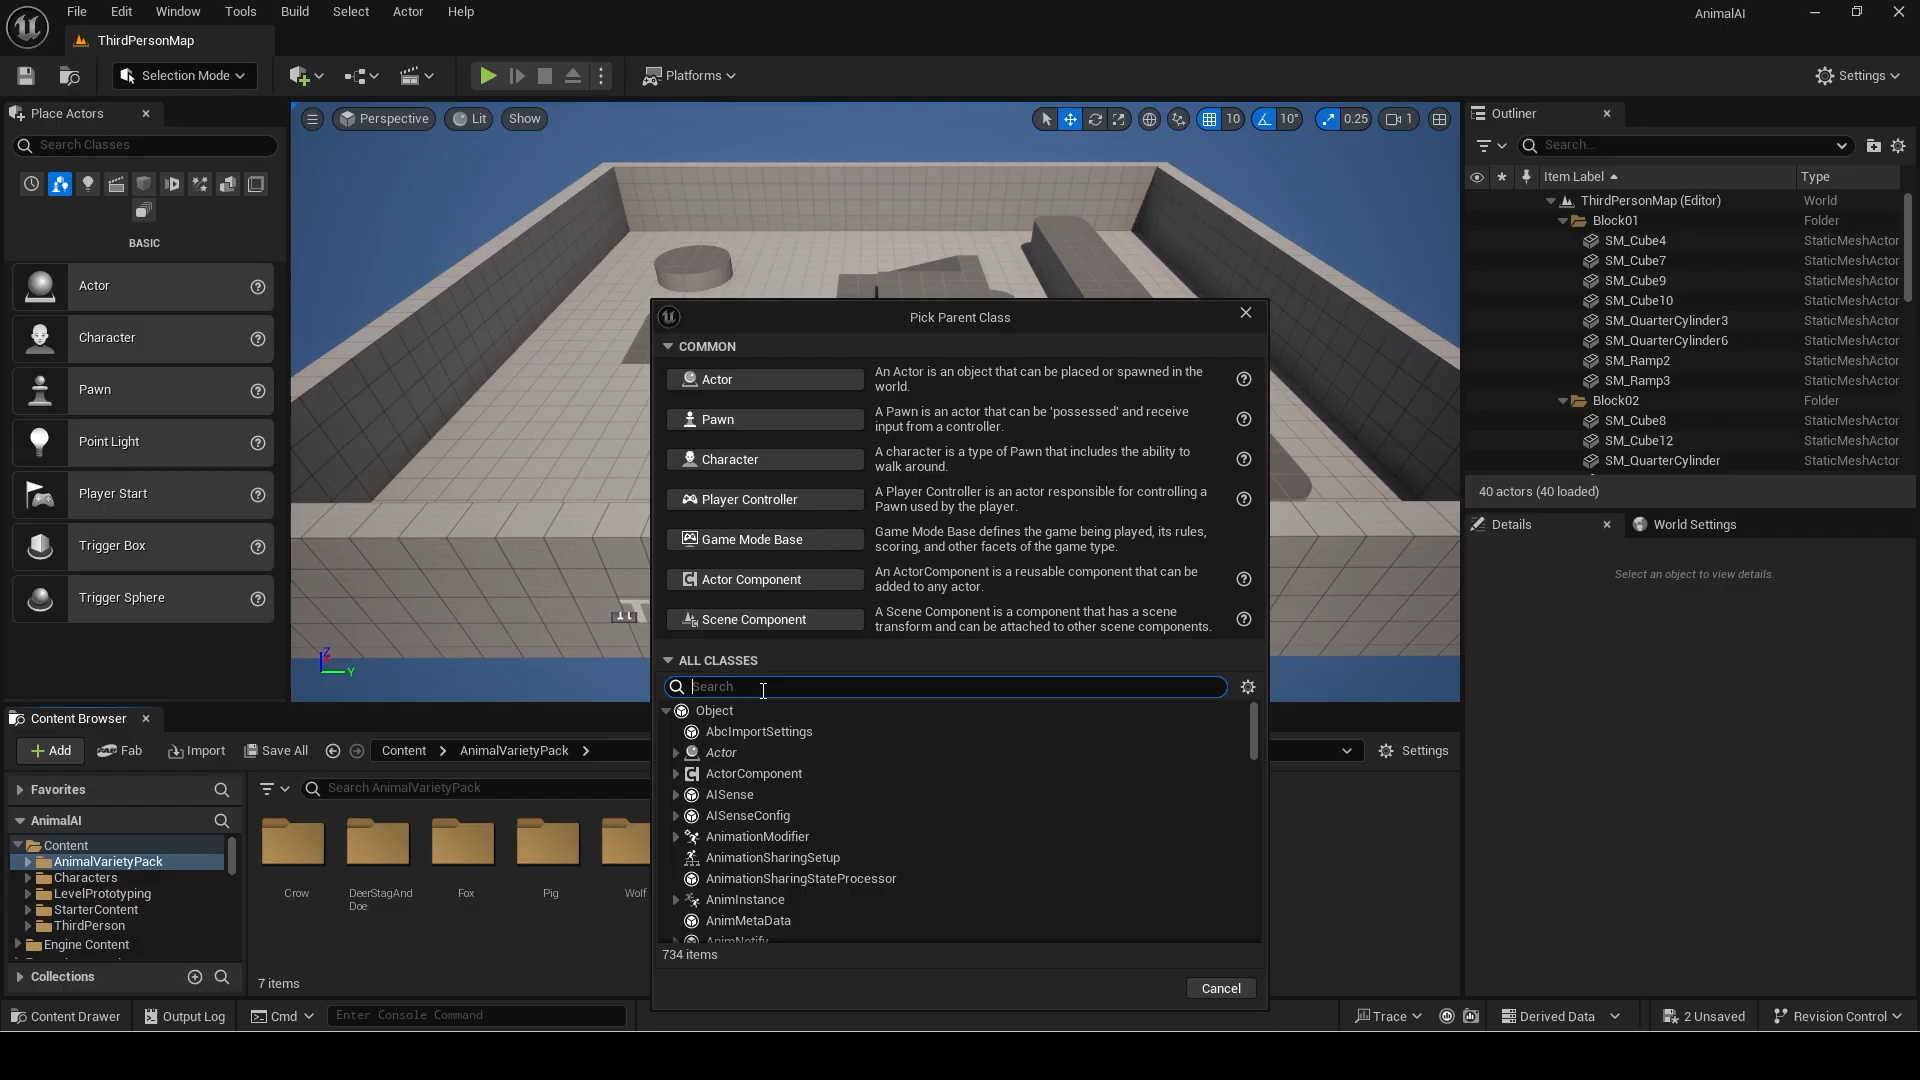 File Edit Window Tools Build Select Actor Help
AnimalAI
ThirdPersonMap
Selection Mode
Platforms
Settings
Place Actors
Search Classes
BASIC
Actor
Character
Pawn
Point Light
Player Start
Trigger Box
Trigger Sphere
Perspective Lit Show
10 10° 0.25 1
Outliner
Search...
Item Label Type
ThirdPersonMap (Editor) World
Block01 Folder
SM_Cube4 StaticMeshActor
SM_Cube7 StaticMeshActor
SM_Cube9 StaticMeshActor
SM_Cube10 StaticMeshActor
SM_QuarterCylinder3 StaticMeshActor
SM_QuarterCylinder6 StaticMeshActor
SM_Ramp2 StaticMeshActor
SM_Ramp3 StaticMeshActor
Block02 Folder
SM_Cube8 StaticMeshActor
SM_Cube12 StaticMeshActor
SM_QuarterCylinder StaticMeshActor
40 actors (40 loaded)
Details
World Settings
Select an object to view details.
Pick Parent Class
COMMON
Actor
An Actor is an object that can be placed or spawned in the
world.
Pawn
A Pawn is an actor that can be 'possessed' and receive
input from a controller.
Character
A character is a type of Pawn that includes the ability to
walk around.
Player Controller
A Player Controller is an actor responsible for controlling a
Pawn used by the player.
Game Mode Base
Game Mode Base defines the game being played, its rules,
scoring, and other facets of the game type.
Actor Component
An ActorComponent is a reusable component that can be
added to any actor.
Scene Component
A Scene Component is a component that has a scene
transform and can be attached to other scene components.
ALL CLASSES
Search
Object
AbcImportSettings
Actor
ActorComponent
AISense
AISenseConfig
AnimationModifier
AnimationSharingSetup
AnimationSharingStateProcessor
AnimInstance
AnimMetaData
AnimNotify
734 items
Cancel
Z
Y
Content Browser
Add Fab Import Save All Content AnimalVarietyPack
Settings
Favorites
Search AnimalVarietyPack
AnimalAI
Content
AnimalVarietyPack
Characters
LevelPrototyping
StarterContent
ThirdPerson
Engine Content
Collections
Crow
DeerStagAnd
Doe
Fox
Pig
Wolf
7 items
Content Drawer Output Log Cmd Enter Console Command
Trace Derived Data 2 Unsaved Revision Control